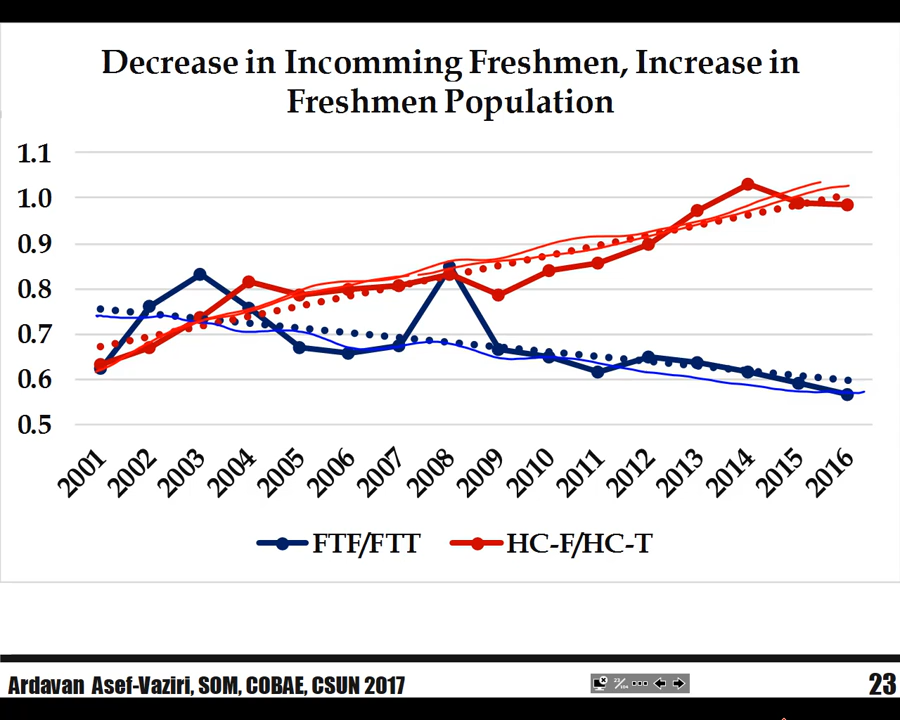 Decrease in Incomming Freshmen, Increase in
Freshmen Population
1.1
1.0
0.9
0.8
0.7
0.6
0.5
2001 2002 2003 2004 2005 2006 2007 2008 2009 2010 2011 2012 2013 2014 2015 2016
FTF/FTT HC-F/HC-T
Ardavan Asef-Vaziri, SOM, COBAE, CSUN 2017 23